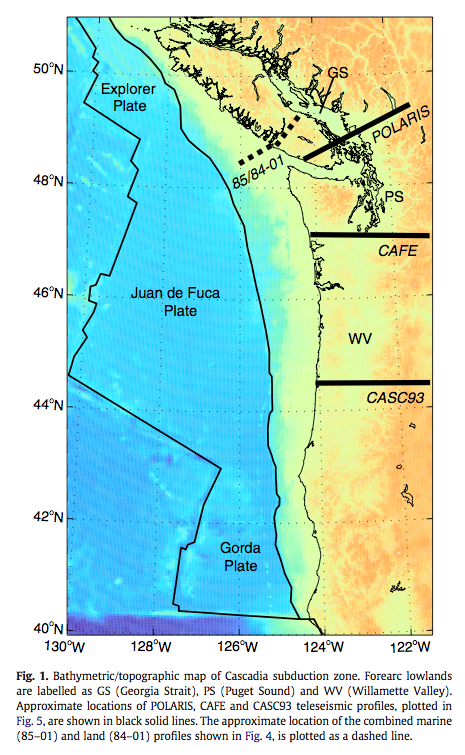 50°N
48°N
46°N
44°N
42°N
40°N
130°W
128°W
126°W
124°W
122°W
Explorer
Plate
GS
POLARIS
85/84-01
PS
CAFE
Juan de Fuca
Plate
WV
CASC93
Gorda
Plate
Fig. 1. Bathymetric/topographic map of Cascadia subduction zone. Forearc lowlands
are labelled as GS (Georgia Strait), PS (Puget Sound) and WV (Willamette Valley).
Approximate locations of POLARIS, CAFE and CASC93 teleseismic profiles, plotted in
Fig. 5, are shown in black solid lines. The approximate location of the combined marine
(85–01) and land (84–01) profiles shown in Fig. 4, is plotted as a dashed line.